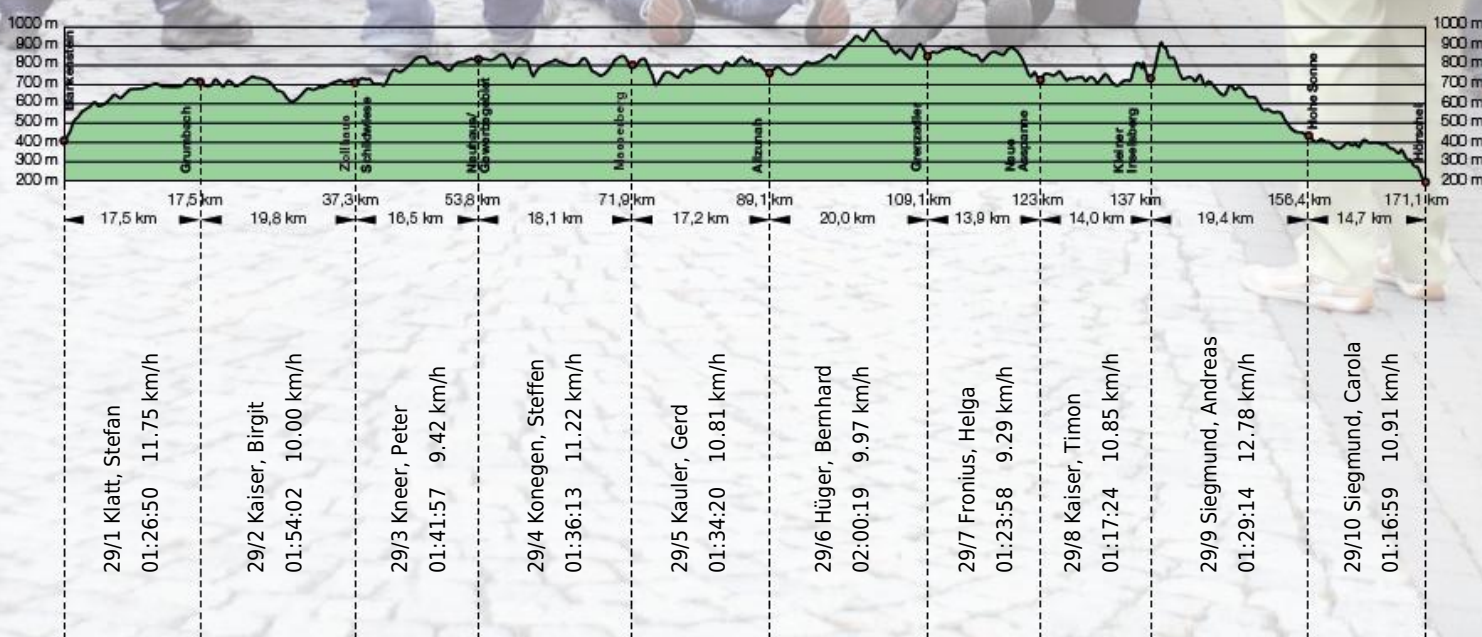 1000 m
900 m
800 m
700 m
600 m
500 m
400 m
300 m
200 m
1000 m
900 m
800 m
700 m
600 m
500 m
400 m
300 m
200 m
Blankenstein
Grumbach
Zollhaus
Schildwiese
Neuhaus/
Masserberg
Allzunah
Grenzadler
Neue
Ausspanne
Kleiner
Inselsberg
Hohe Sonne
Hörschel
17,5 km
37,3 km
53,8 km
71,9 km
89,1 km
109,1 km
123 km
137 km
156,4 km
171,1 km
17,5 km
19,8 km
16,5 km
18,1 km
17,2 km
20,0 km
13,9 km
14,0 km
19,4 km
14,7 km
29/1 Klatt, Stefan
01:26:50 11.75 km/h
29/2 Kaiser, Birgit
01:54:02 10.00 km/h
29/3 Kneer, Peter
01:41:57 9.42 km/h
29/4 Konegen, Steffen
01:36:13 11.22 km/h
29/5 Kauler, Gerd
01:34:20 10.81 km/h
29/6 Hüger, Bernhard
02:00:19 9.97 km/h
29/7 Fronius, Helga
01:23:58 9.29 km/h
29/8 Kaiser, Timon
01:17:24 10.85 km/h
29/9 Siegmund, Andreas
01:29:14 12.78 km/h
29/10 Siegmund, Carola
01:16:59 10.91 km/h